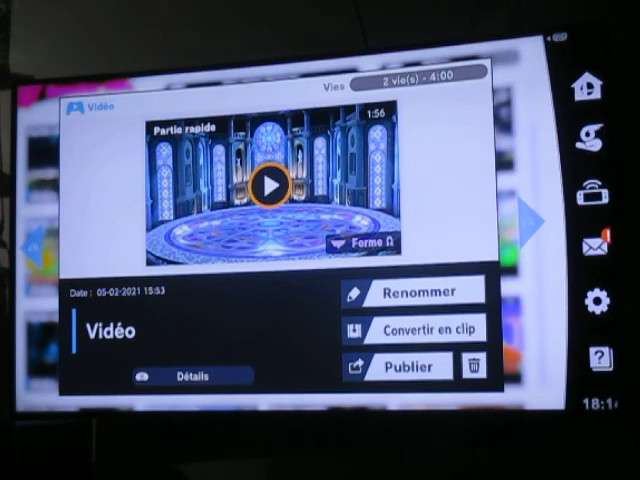 Vies 2 vie(s) - 4:00
Vidéo
Partie rapide 1:56
Forme Ω
Date : 05-02-2021 15:53
Vidéo
Détails
Renommer
Convertir en clip
Publier
?